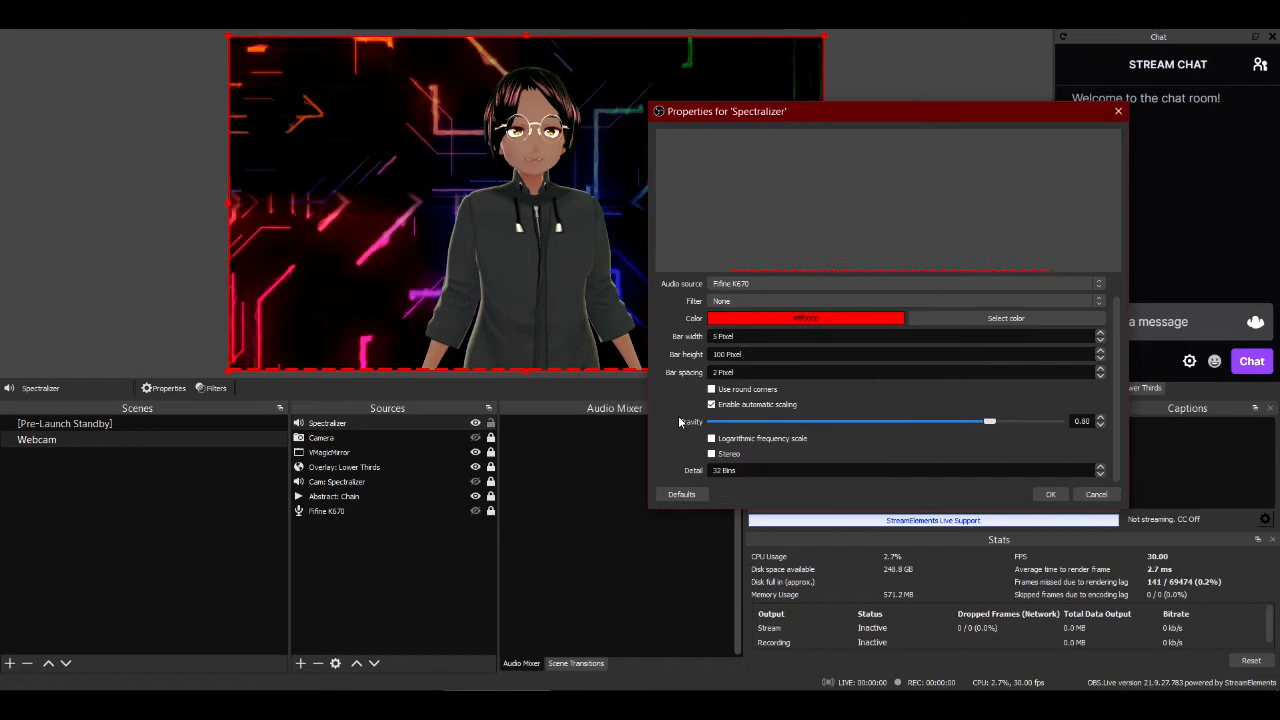 Chat
STREAM CHAT
Welcome to the chat room!
Properties for 'Spectralizer'
Audio source Fifine K670
Filter None
Color #ff0000 Select color
Bar width 5 Pixel
Bar height 100 Pixel
Bar spacing 2 Pixel
Use round corners
Enable automatic scaling
avity 0.80
Logarithmic frequency scale
Stereo
Detail 32 Bins
Defaults OK Cancel
a message
Chat
Spectralizer Properties Filters
wer Thirds
Scenes
[Pre-Launch Standby]
Webcam
Sources
Spectralizer
Camera
VMagicMirror
Overlay: Lower Thirds
Cam: Spectralizer
Abstract: Chain
Fifine K670
Audio Mixer
Captions
StreamElements Live Support Not streaming. CC Off
Stats
CPU Usage 2.7% FPS 30.00
Disk space available 248.8 GB Average time to render frame 2.7 ms
Disk full in (approx.) Frames missed due to rendering lag 141 / 69474 (0.2%)
Memory Usage 571.2 MB Skipped frames due to encoding lag 0 / 0 (0.0%)
Output Status Dropped Frames (Network) Total Data Output Bitrate
Stream Inactive 0 / 0 (0.0%) 0.0 MB 0 kb/s
Recording Inactive 0.0 MB 0 kb/s
Audio Mixer Scene Transitions
Reset
LIVE: 00:00:00 REC: 00:00:00 CPU: 2.7%, 30.00 fps OBS.Live version 21.9.27.783 powered by StreamElements